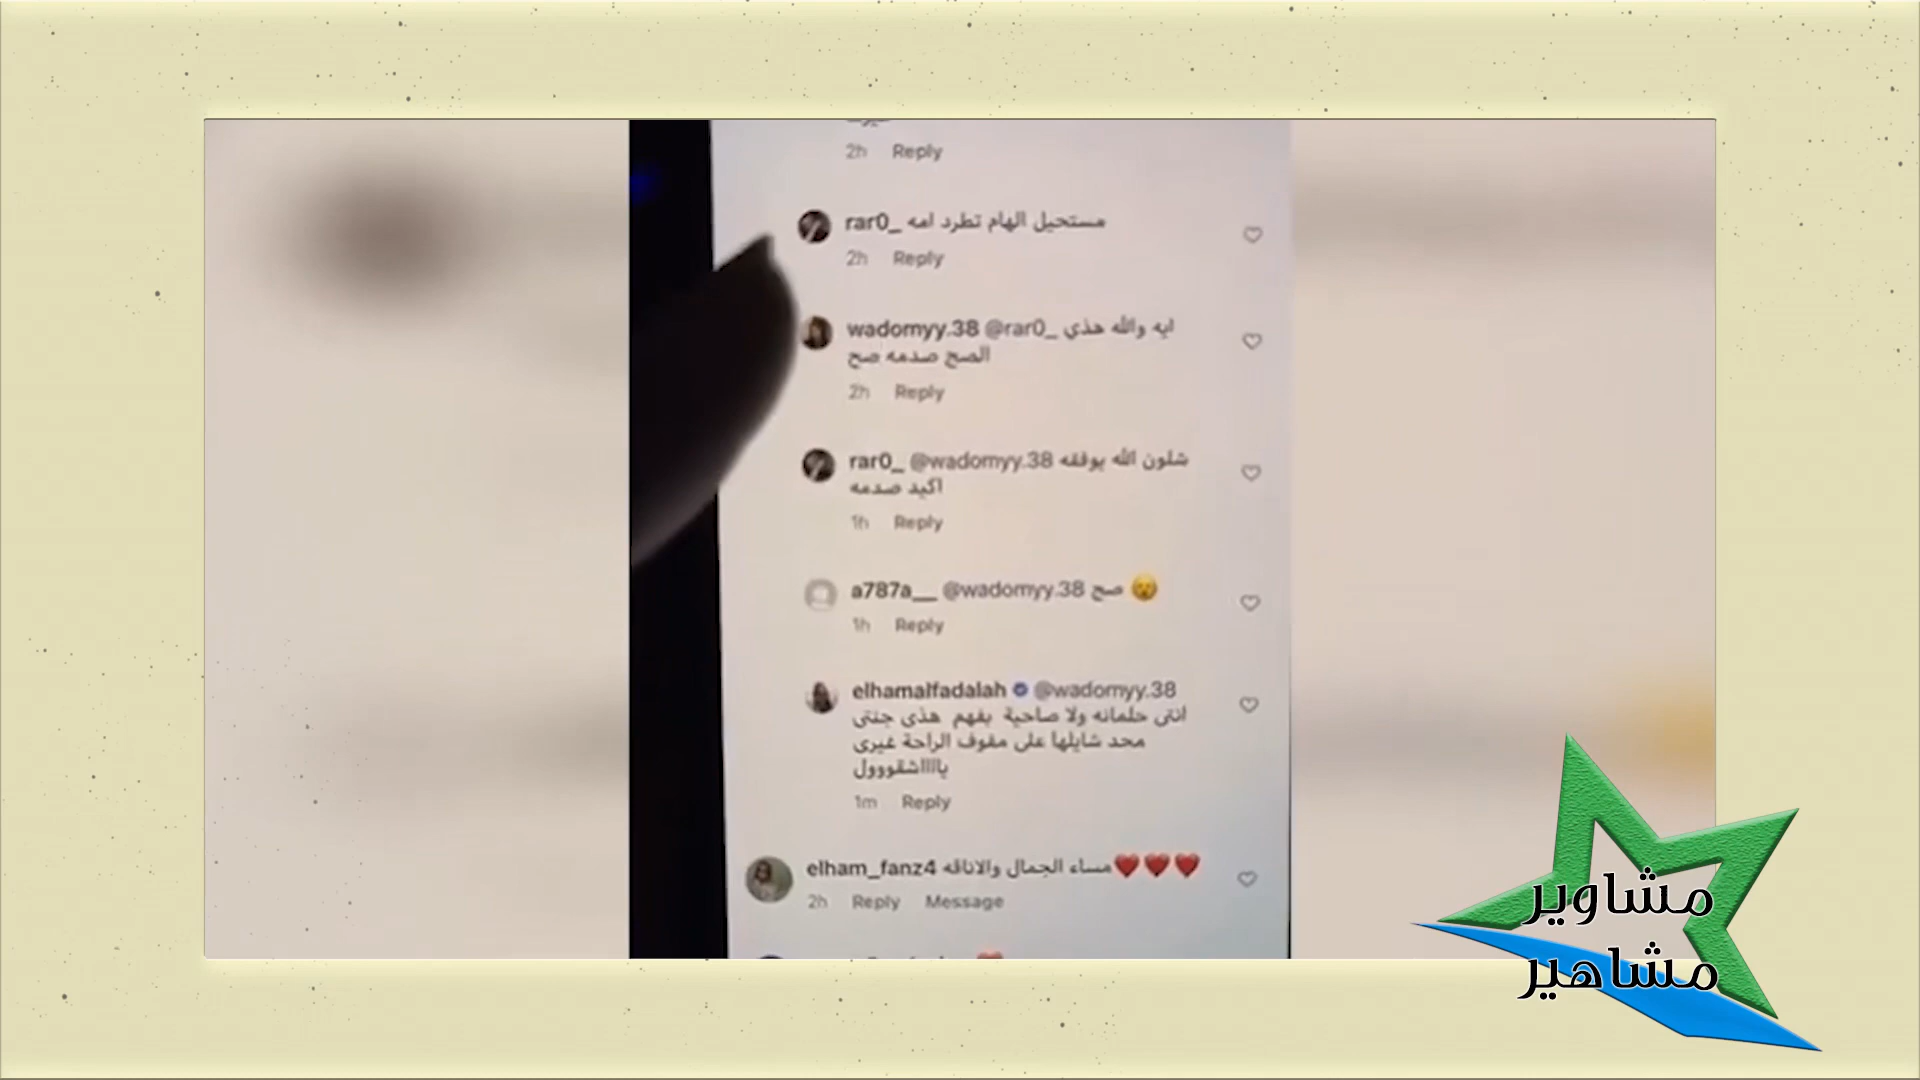 2h Reply
rar0_ مستحيل الهام تطرد امه
2h Reply
wadomyy.38 @rar0_ ايه والله هذي
الصج صدمه صح
2h Reply
rar0_ @wadomyy.38 شلون الله يوفقه
اكيد صدمه
1h Reply
a787a__ @wadomyy.38 صح 😯
1h Reply
elhamalfadalah @wadomyy.38
انتى حلمانه ولا صاحية بفهم هذى جنتى
محد شايلها على مفوف الراحة غيرى
ياااشقووول
1m Reply
elham_fanz4 مساء الجمال والاناقه❤️❤️❤️
2h Reply Message
مشاوير
مشاهير